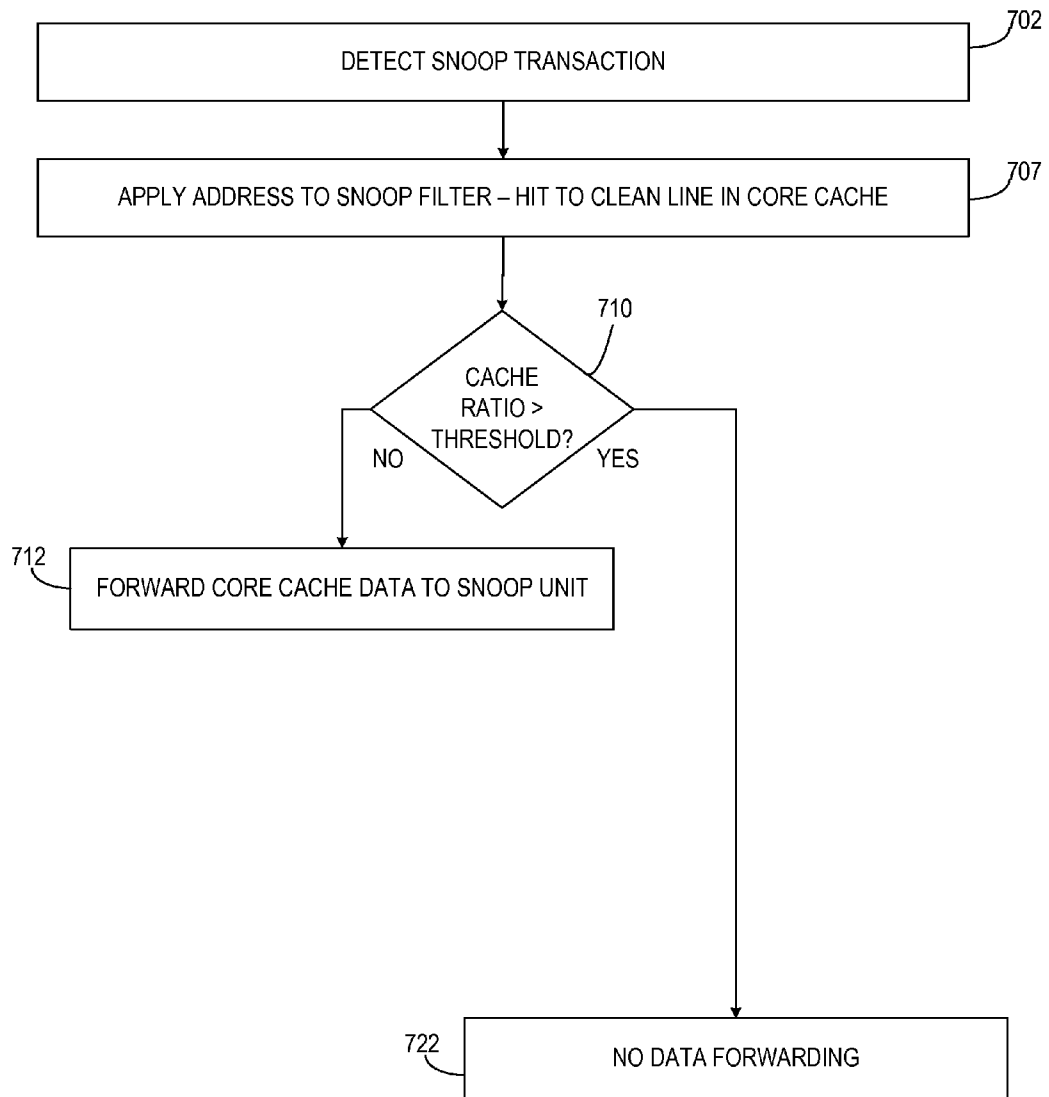 702
DETECT SNOOP TRANSACTION
707
APPLY ADDRESS TO SNOOP FILTER – HIT TO CLEAN LINE IN CORE CACHE
710
CACHE
RATIO >
THRESHOLD?
NO
YES
712
FORWARD CORE CACHE DATA TO SNOOP UNIT
722
NO DATA FORWARDING